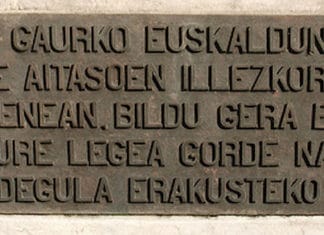 GAURKO EUSKALDUN
AITASOEN ILLEZKOR
ENEAN. BILDU GERA
URE LEGEA GORDE NA
DEGULA ERAKUSTEKO